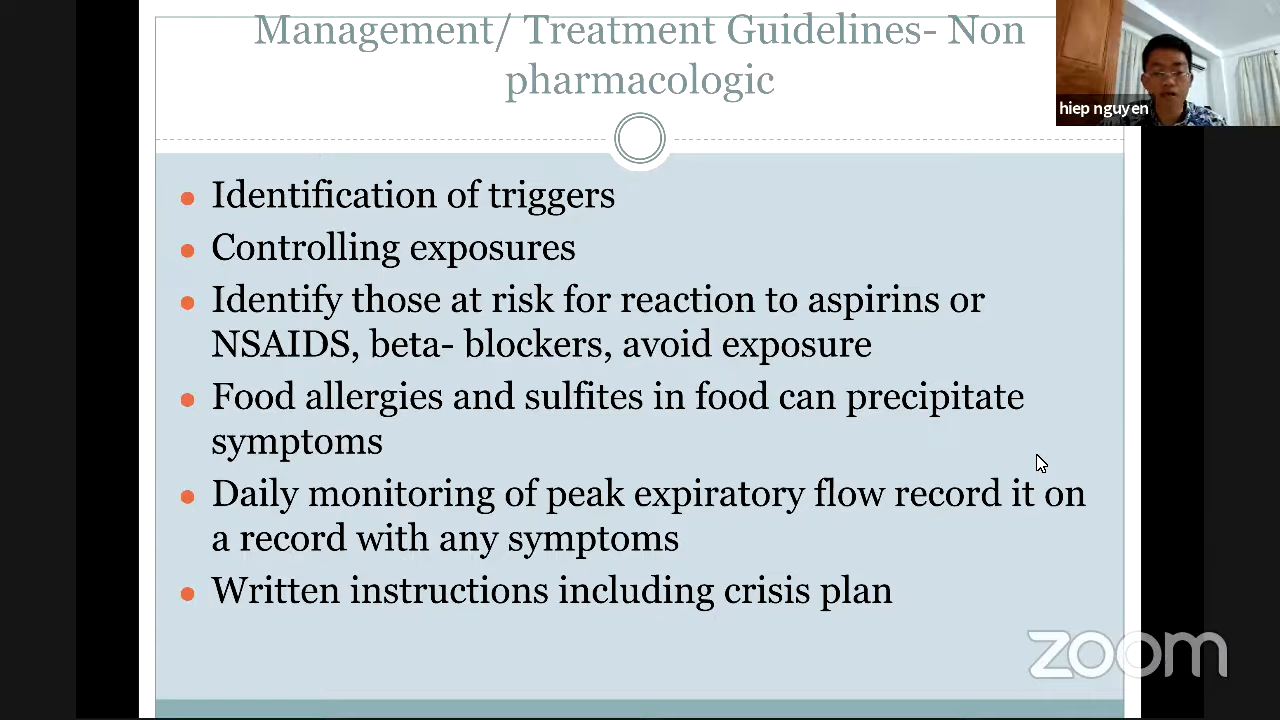 Management/ Treatment Guidelines- Non
pharmacologic
hiep nguyen
• Identification of triggers
• Controlling exposures
• Identify those at risk for reaction to aspirins or
NSAIDS, beta- blockers, avoid exposure
• Food allergies and sulfites in food can precipitate
symptoms
• Daily monitoring of peak expiratory flow record it on
a record with any symptoms
• Written instructions including crisis plan
zoom